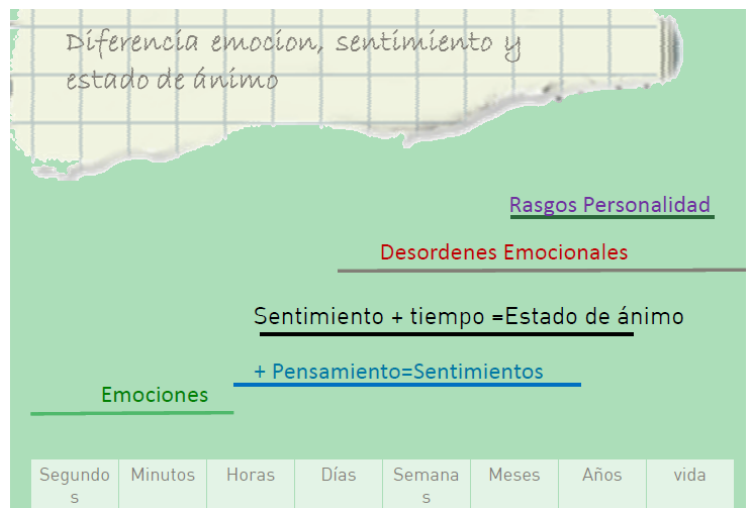 Diferencia emocion, sentimiento y
estado de ánimo
Rasgos Personalidad
Desordenes Emocionales
Sentimiento + tiempo =Estado de ánimo
+ Pensamiento=Sentimientos
Emociones
Segundo Minutos Horas Días Semana Meses Años vida
s s